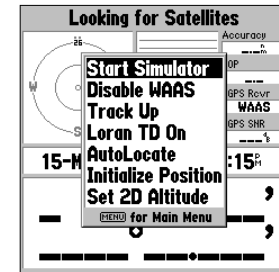 Looking for Satellites
Accuracy
Start Simulator
Disable WAAS
Track Up
Loran TD On
AutoLocate
Initialize Position
Set 2D Altitude
MENU for Main Menu
W
S
OP
GPS Rcvr
WAAS
GPS SNR
15-M
:15